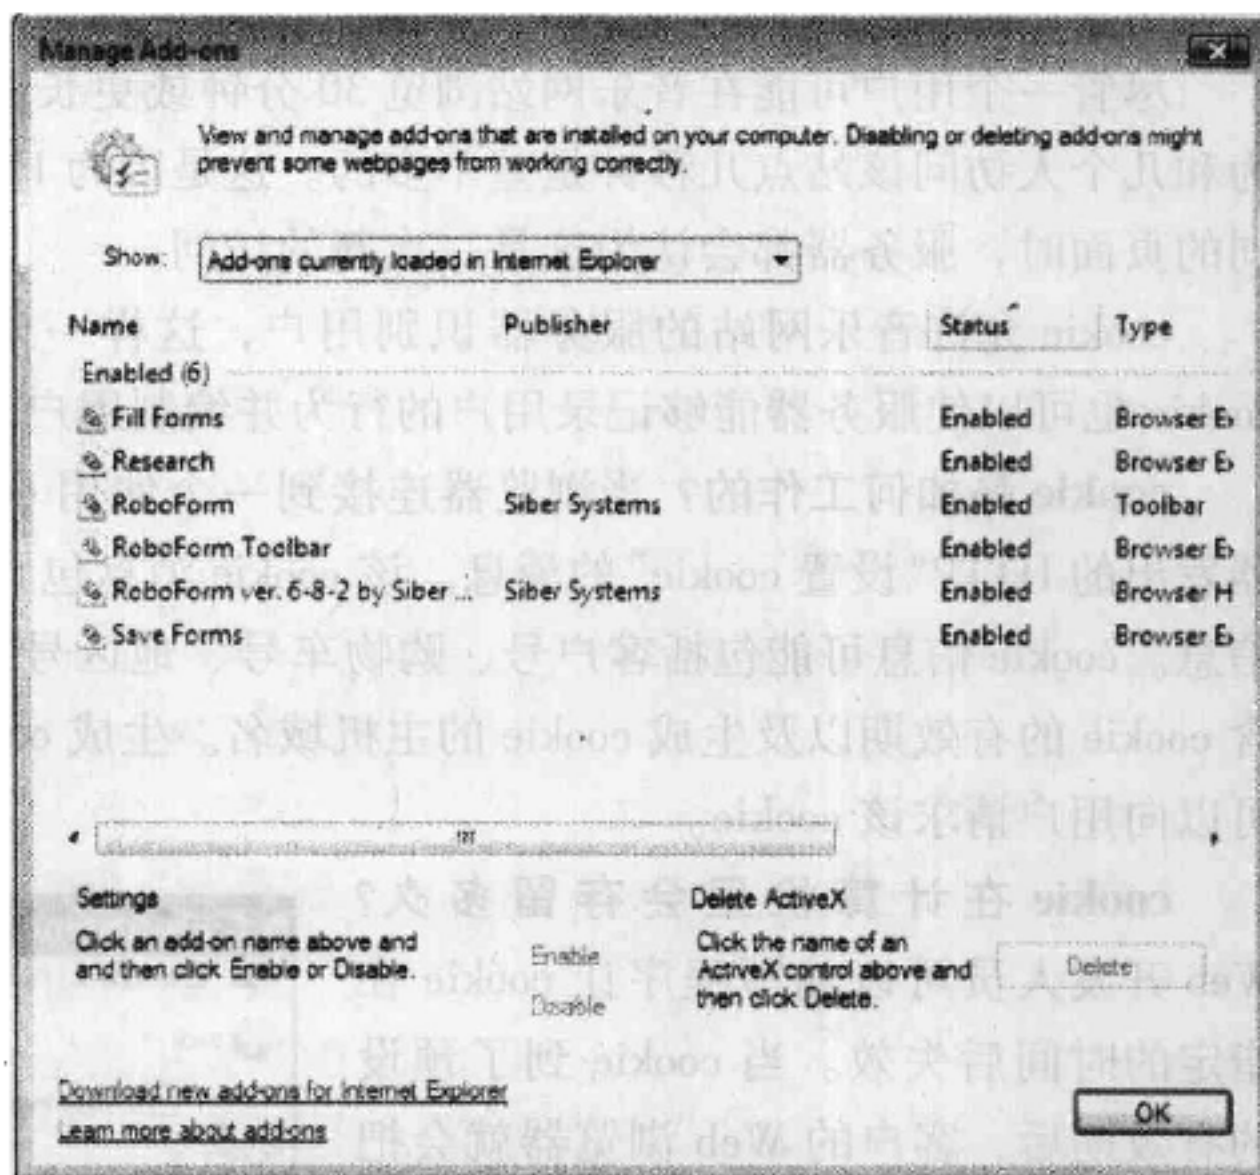 Manage Add-ons
View and manage add-ons that are installed on your computer. Disabling or deleting add-ons might
prevent some webpages from working correctly.
Show: Add-ons currently loaded in Internet Explorer
Name Publisher Status Type
Enabled (6)
Fill Forms Enabled Browser E
Research Enabled Browser E
RoboForm Siber Systems Enabled Toolbar
RoboForm Toolbar Enabled Browser E
RoboForm ver. 6-8-2 by Siber ... Siber Systems Enabled Browser H
Save Forms Enabled Browser E
Settings
Click an add-on name above and
and then click Enable or Disable.
Enable
Disable
Delete ActiveX
Click the name of an
ActiveX control above and
then click Delete.
Delete
Download new add-ons for Internet Explorer
Learn more about add-ons
OK